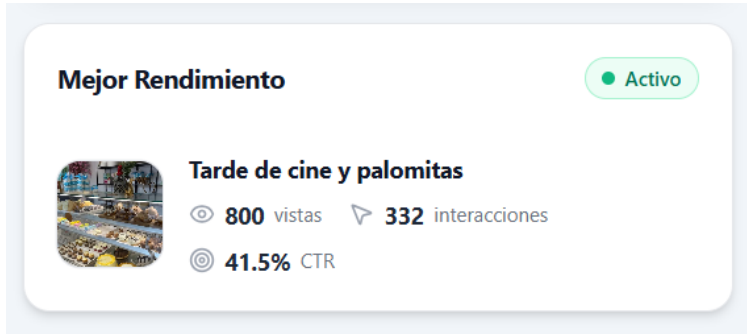 Mejor Rendimiento
Activo
Tarde de cine y palomitas
800 vistas 332 interacciones
41.5% CTR